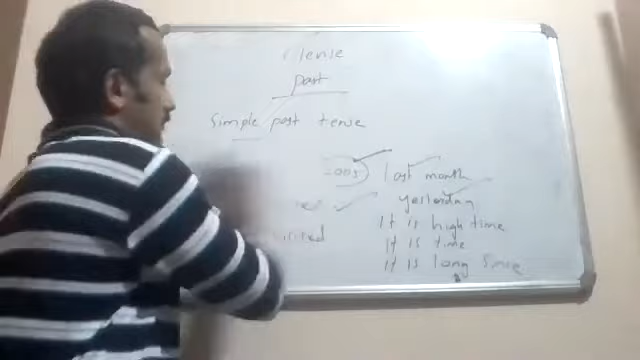 Tense
past
Simple past tense
2005 last month
yesterday
it is high time
it is time
it is long since